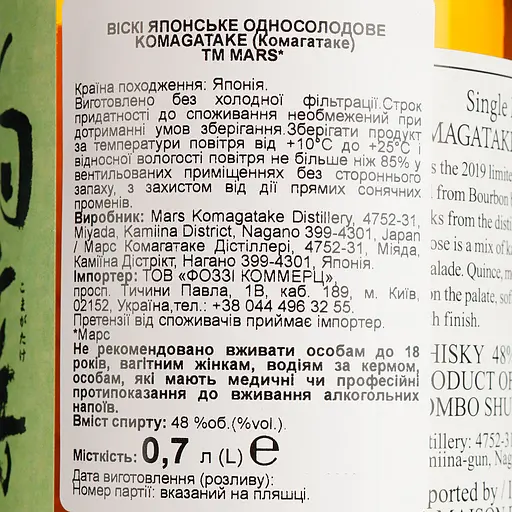 ВІСКІ ЯПОНСЬКЕ ОДНОСОЛОДОВЕ
KOMAGATAKE (Комагатаке)
TM MARS*
Країна походження: Японія.
Виготовлено без холодної фільтрації.Строк
придатності до споживання необмежений при
дотриманні умов зберігання.Зберігати продукт
за температури повітря від +10°С до +25°С і
відносної вологості повітря не більше ніж 85% у
вентильованих приміщеннях без стороннього
запаху, з захистом від дії прямих сонячних
променів.
Виробник: Mars Komagatake Distillery, 4752-31,
Miyada, Kamiina District, Nagano 399-4301, Japan
/ Марс Комагатаке Дістіллері, 4752-31, Міяда,
Каміїна Дістрікт, Нагано 399-4301, Японія.
Імпортер: ТОВ «ФОЗЗІ КОММЕРЦ»,
просп. Тичини Павла, 1В, каб. 189, м. Київ,
02152, Україна,тел.: +38 044 496 32 55.
Претензії від споживачів приймає імпортер.
*Марс
Не рекомендовано вживати особам до 18
років, вагітним жінкам, водіям за кермом,
особам, які мають медичні чи професійні
протипоказання до вживання алкогольних
напоїв.
Вміст спирту: 48 %об.(%vol.).
Місткість: 0,7 л (L) ℮
Дата виготовлення (розливу):
Номер партії: вказаний на пляшці.
Single
MAGATAKE
s the 2019 limite
from Bourbon
ks from the disti
ose is a mix of ka
alade. Quince, m
on the palate, sof
h finish.
HISKY 48%
ODUCT OF
OMBO SHU
tillery: 4752-3
niina-gun, Nag
ported by /